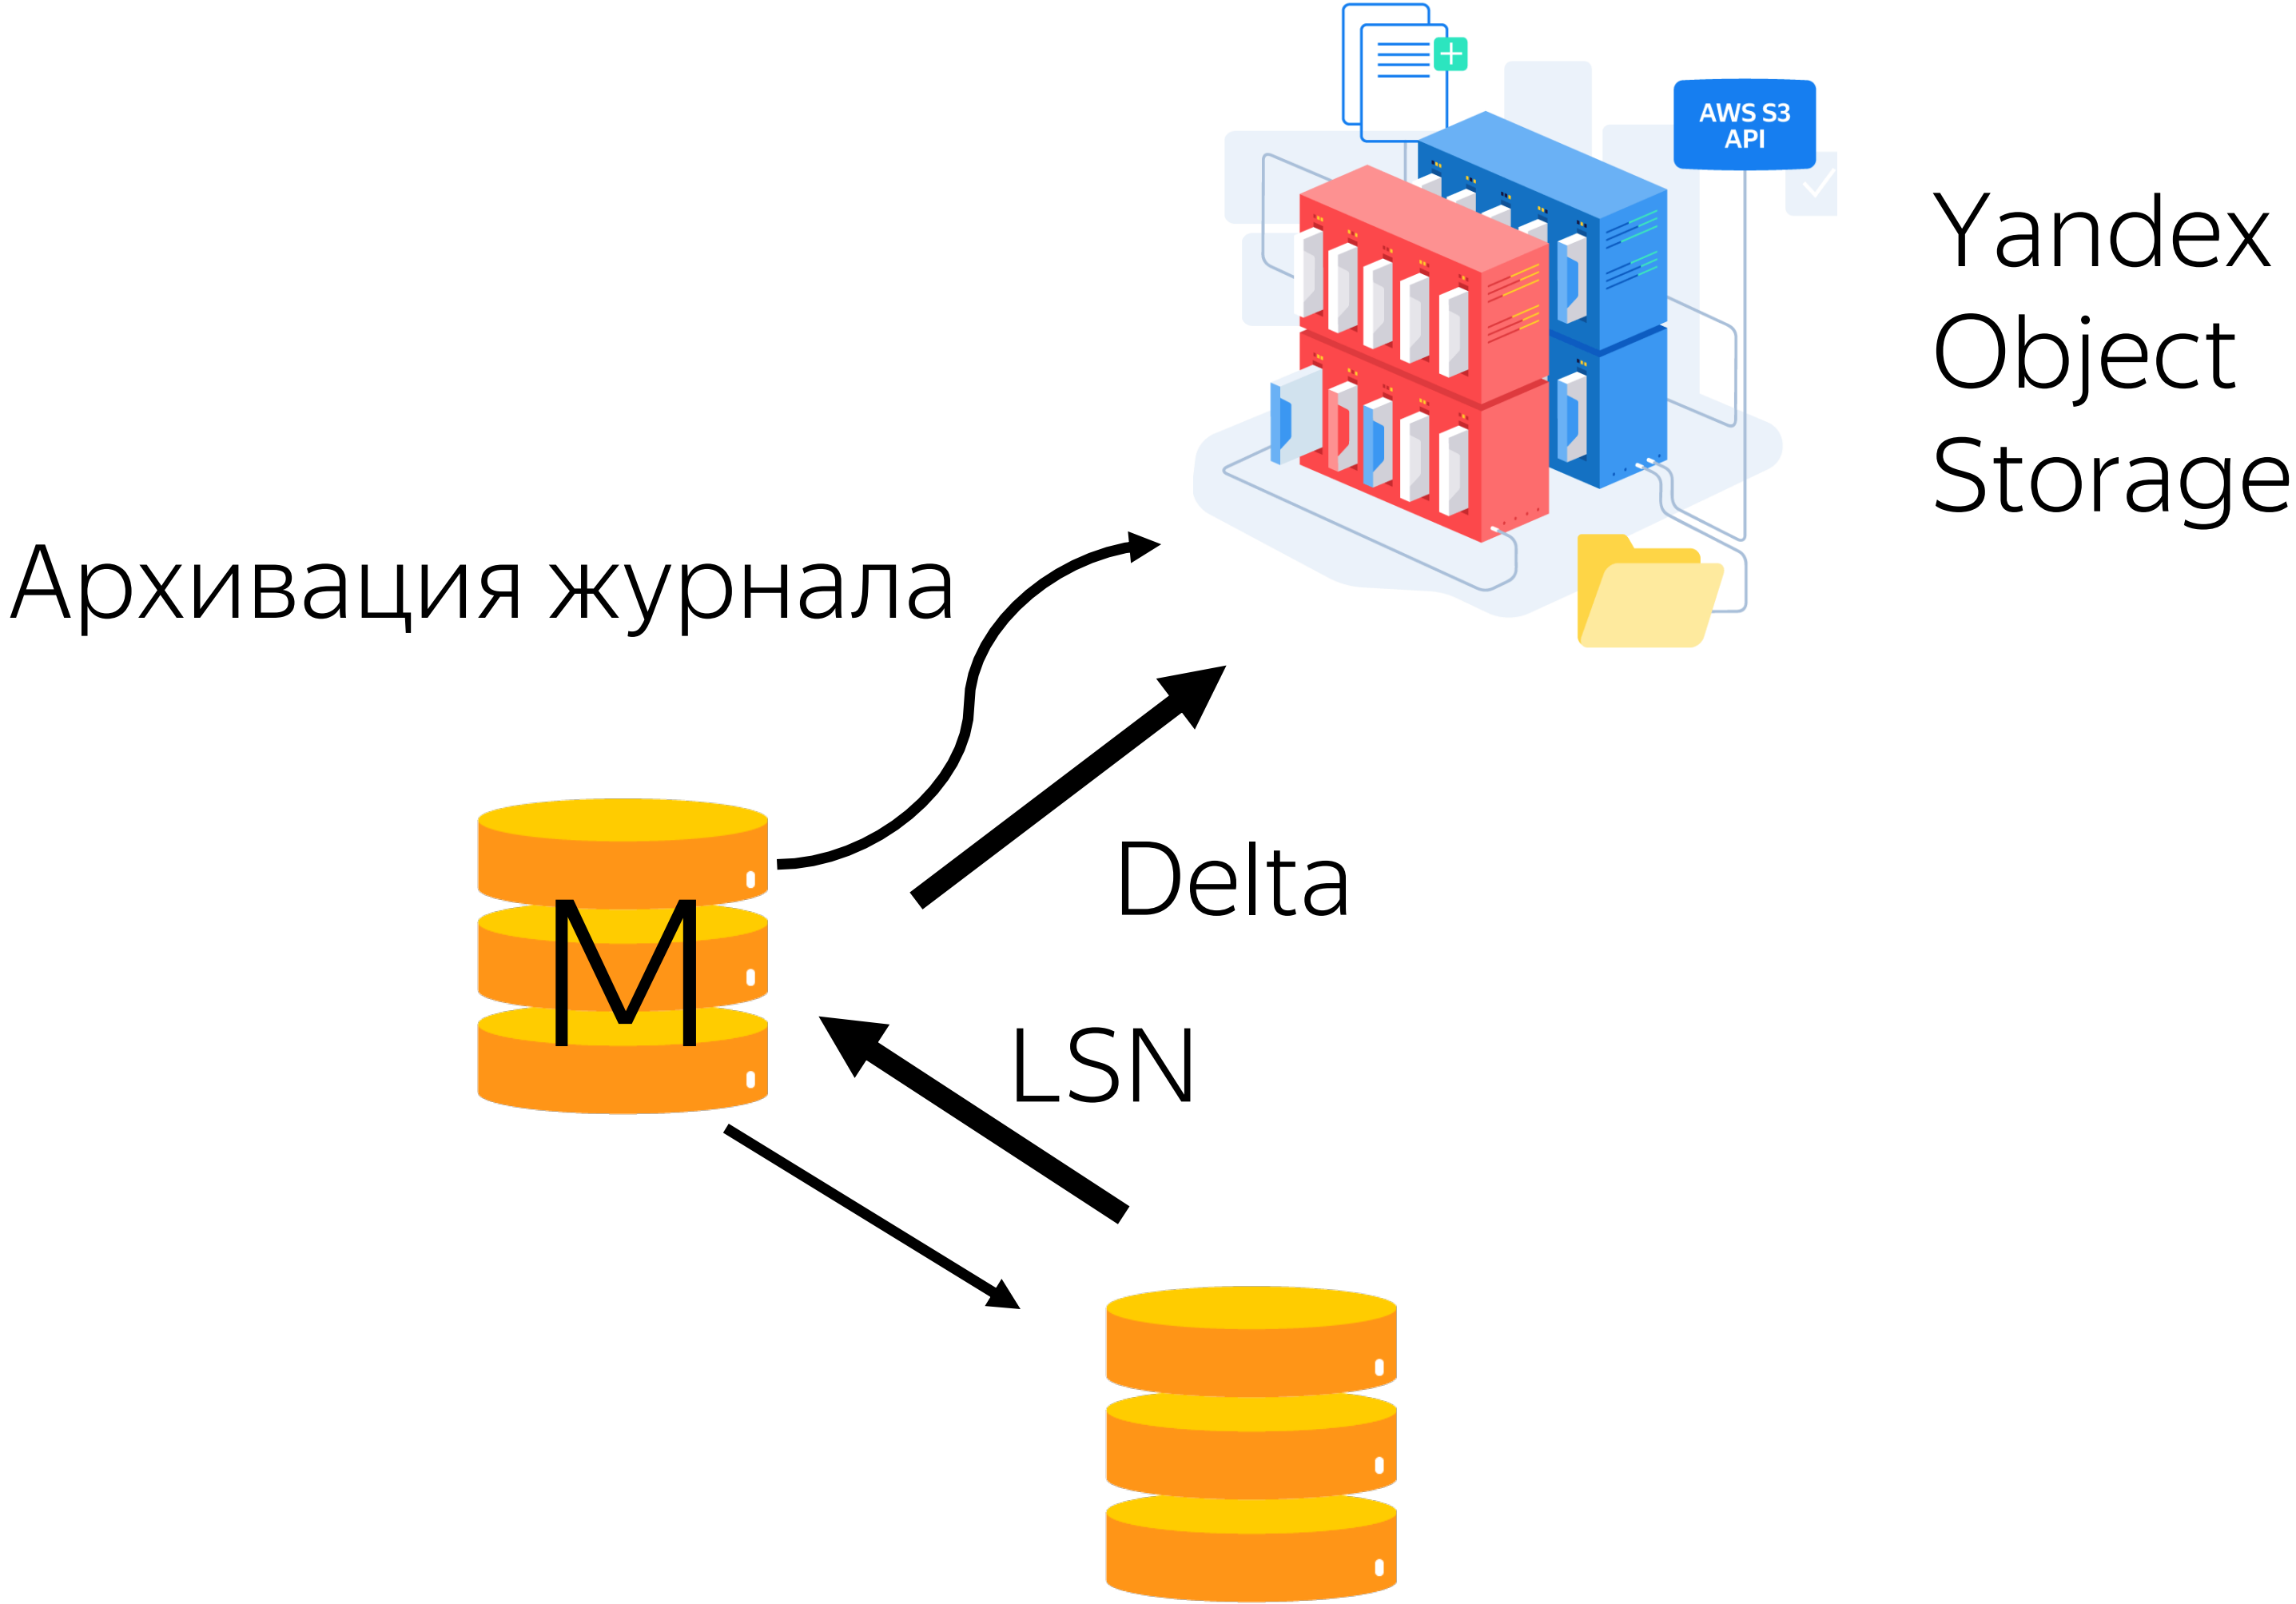 AWS S3
API
Yandex
Object
Storage
Архивация журнала
Delta
M
LSN